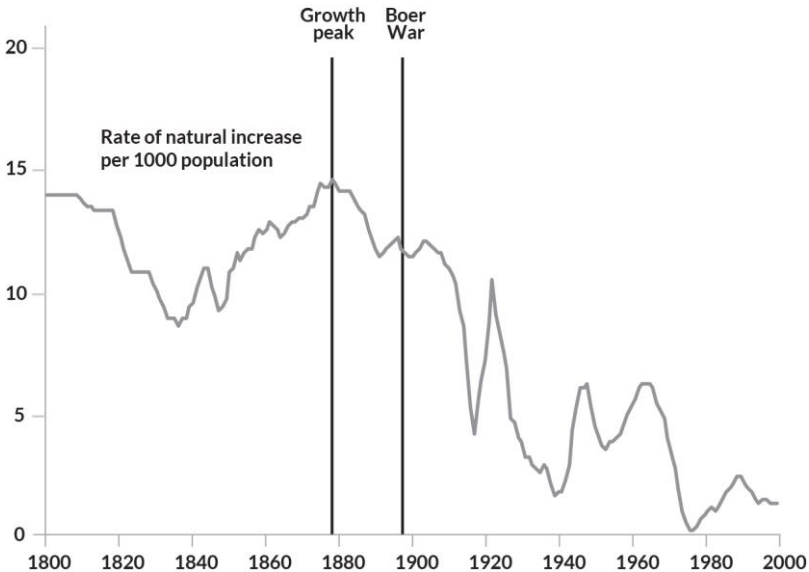 Growth
peak
Boer
War
20
Rate of natural increase
per 1000 population
15
10
5
0
1800 1820 1840 1860 1880 1900 1920 1940 1960 1980 2000